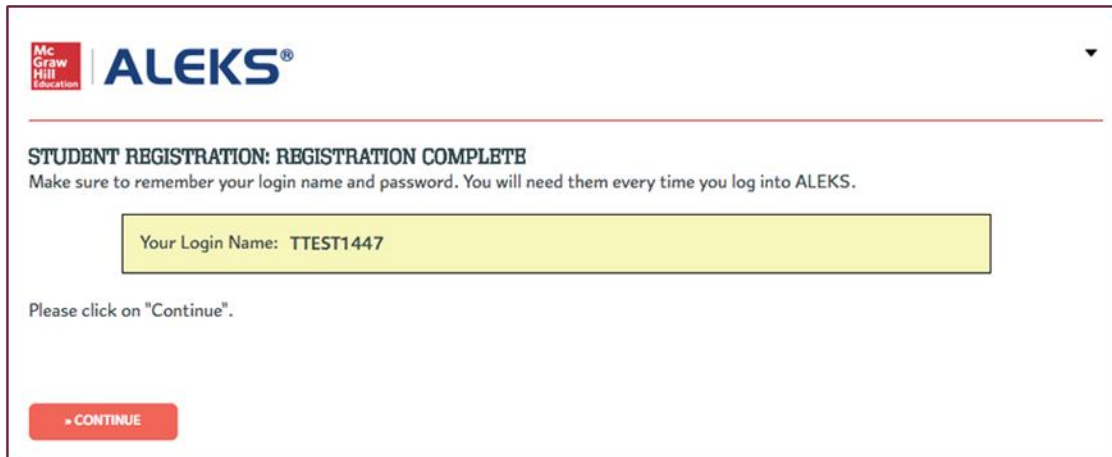 Mc
Graw
Hill
Education
ALEKS®
STUDENT REGISTRATION: REGISTRATION COMPLETE
Make sure to remember your login name and password. You will need them every time you log into ALEKS.
Your Login Name: TTEST1447
Please click on "Continue".
» CONTINUE